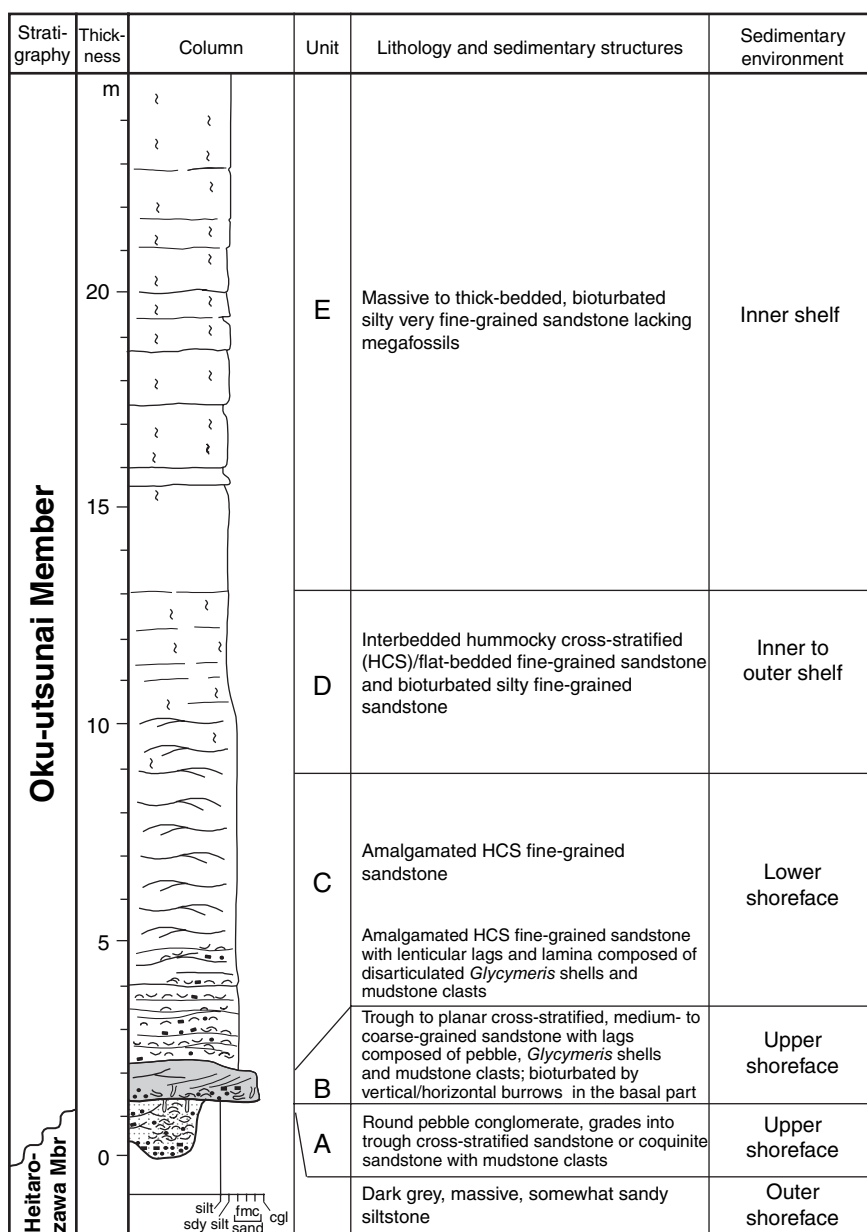 Strati-
graphy
Thick-
ness
Column
Unit
Lithology and sedimentary structures
Sedimentary
environment
m
20
15
10
5
0
Oku-utsunai Member
Heitaro-
zawa Mbr
E
Massive to thick-bedded, bioturbated
silty very fine-grained sandstone lacking
megafossils
Inner shelf
D
Interbedded hummocky cross-stratified
(HCS)/flat-bedded fine-grained sandstone
and bioturbated silty fine-grained
sandstone
Inner to
outer shelf
C
Amalgamated HCS fine-grained
sandstone
Amalgamated HCS fine-grained sandstone
with lenticular lags and lamina composed of
disarticulated Glycymeris shells and
mudstone clasts
Lower
shoreface
B
Trough to planar cross-stratified, medium- to
coarse-grained sandstone with lags
composed of pebble, Glycymeris shells
and mudstone clasts; bioturbated by
vertical/horizontal burrows in the basal part
Upper
shoreface
A
Round pebble conglomerate, grades into
trough cross-stratified sandstone or coquinite
sandstone with mudstone clasts
Upper
shoreface
Dark grey, massive, somewhat sandy
siltstone
Outer
shoreface
silt
sdy silt
fmc
sand
cgl